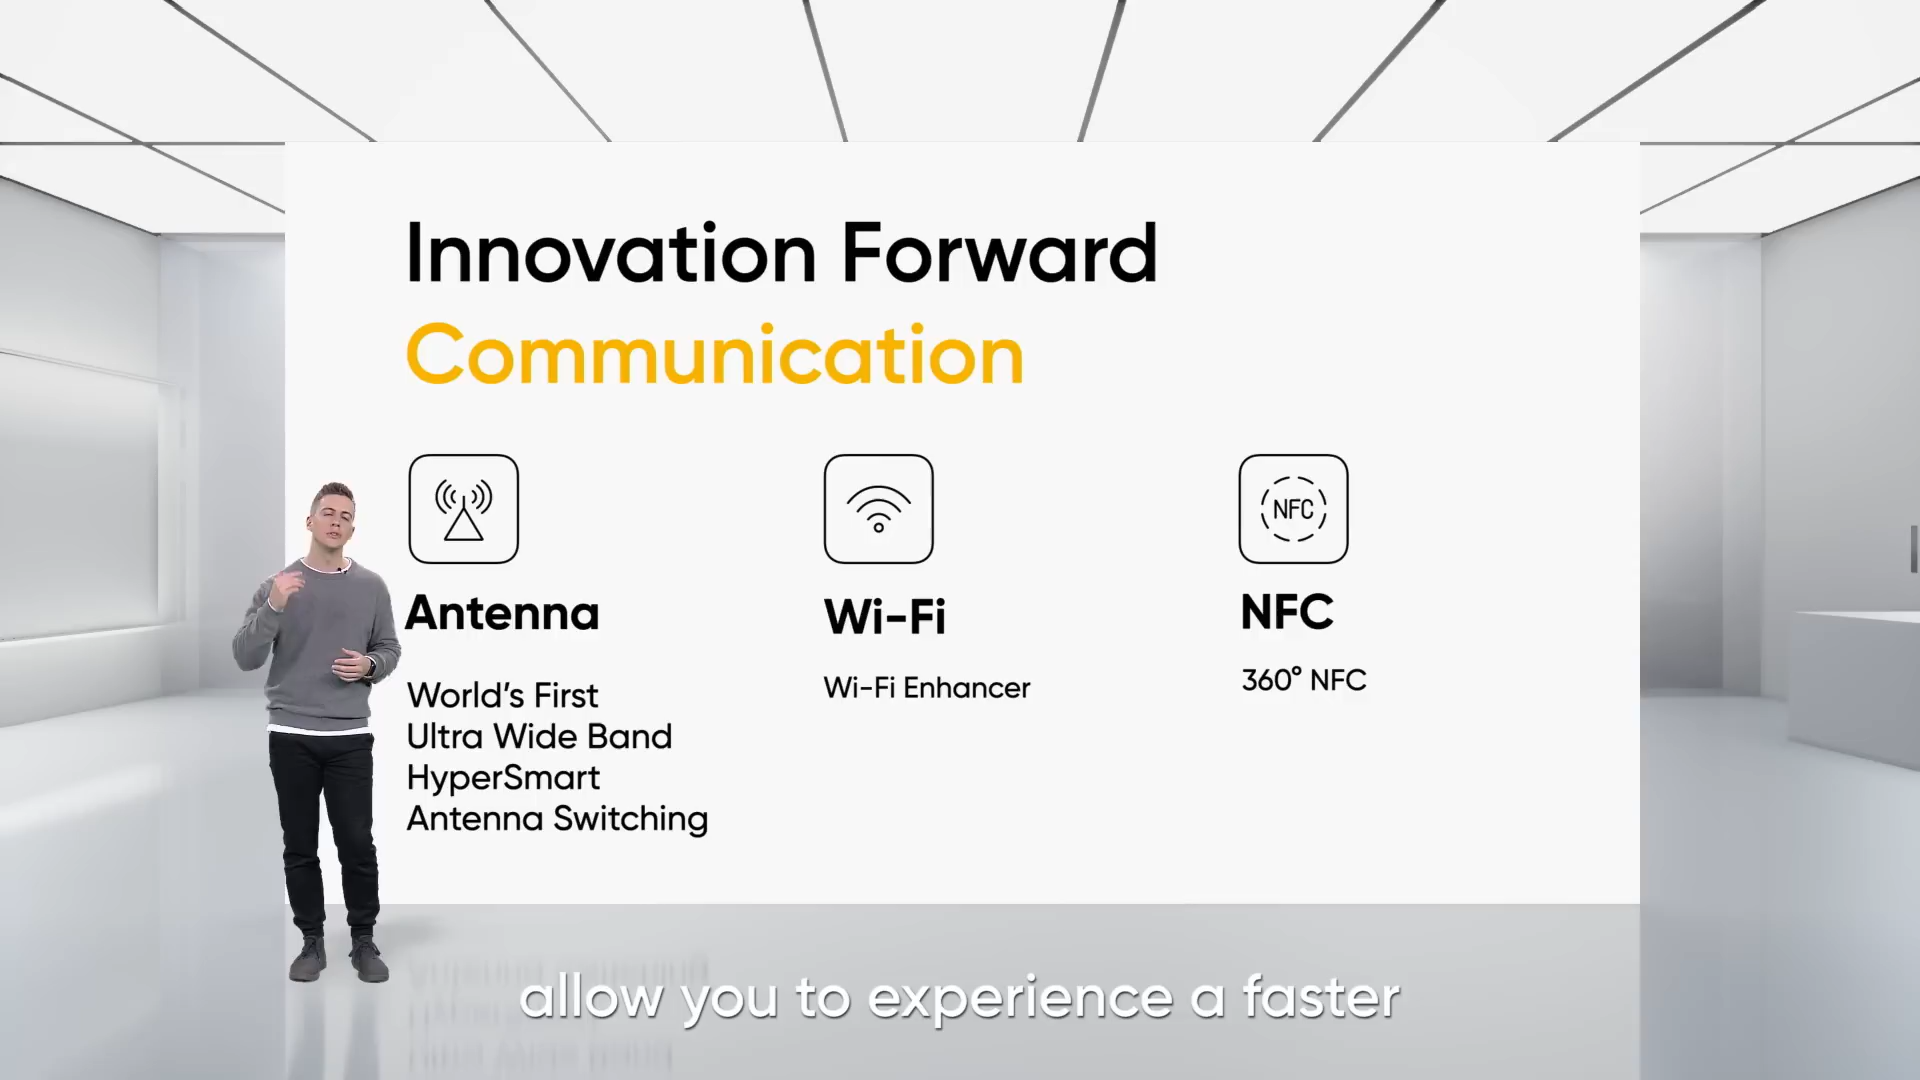 Innovation Forward
Communication
NFC
Antenna
Wi-Fi
NFC
World's First
Ultra Wide Band
HyperSmart
Antenna Switching
Wi-Fi Enhancer
360° NFC
allow you to experience a faster